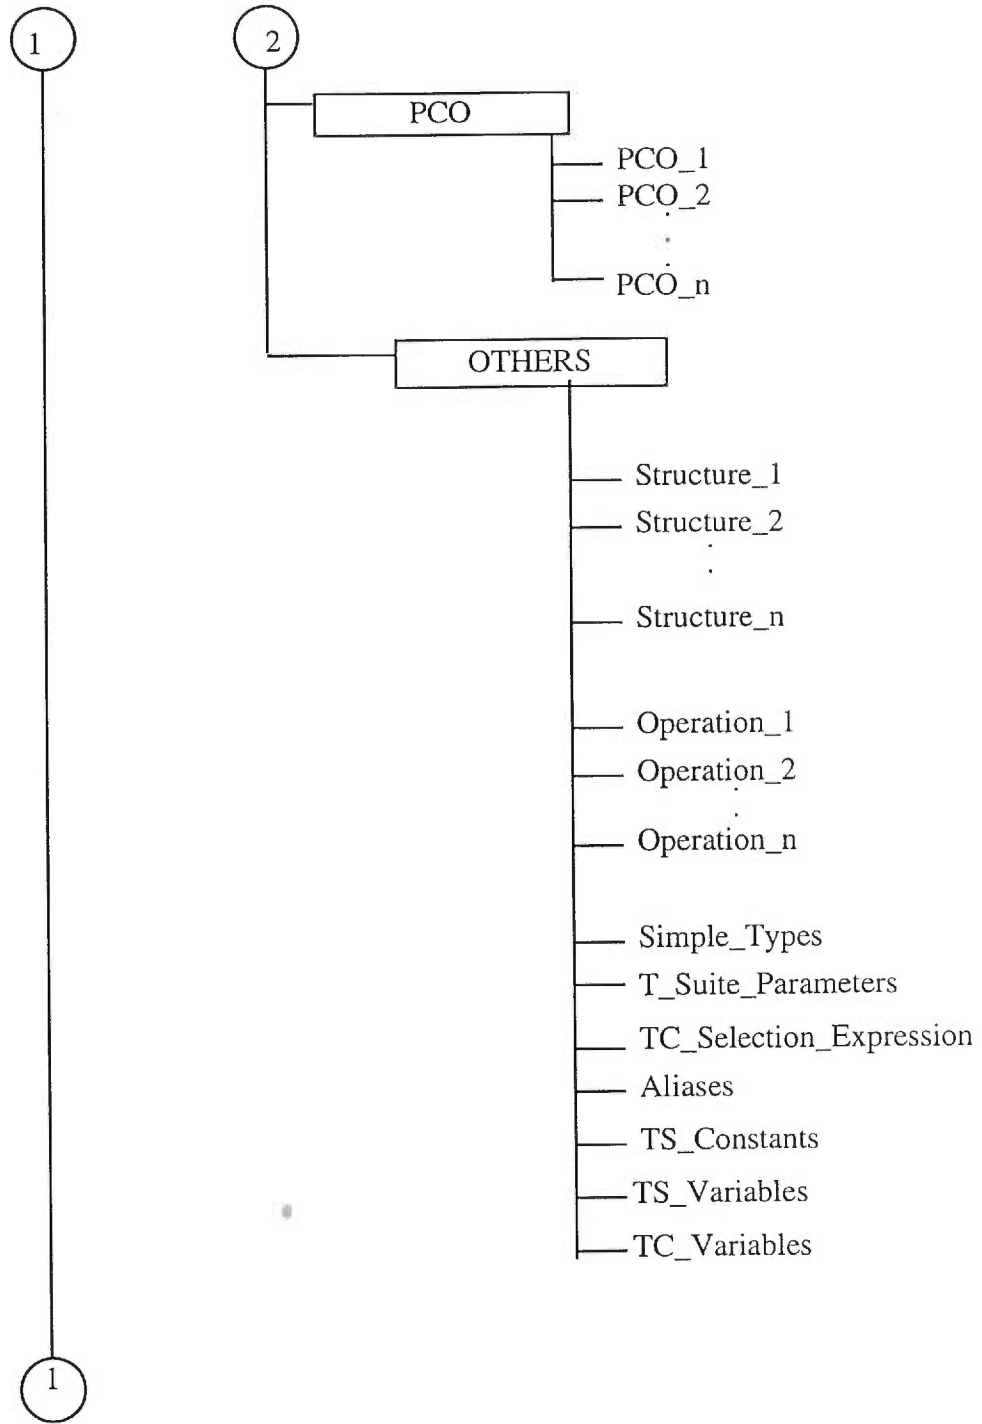 1
2
PCO
PCO_1
PCO_2
PCO_n
OTHERS
Structure_1
Structure_2
Structure_n
Operation_1
Operation_2
Operation_n
Simple_Types
T_Suite_Parameters
TC_Selection_Expression
Aliases
TS_Constants
TS_Variables
TC_Variables
1